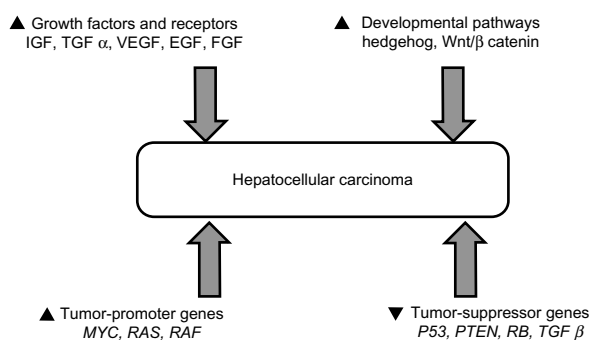 ▲ Growth factors and receptors
IGF, TGF α, VEGF, EGF, FGF
▲ Developmental pathways
hedgehog, Wnt/β catenin
Hepatocellular carcinoma
▲ Tumor-promoter genes
MYC, RAS, RAF
▼ Tumor-suppressor genes
P53, PTEN, RB, TGF β